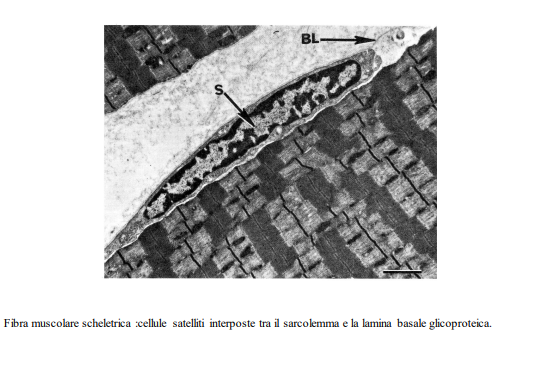 BL
S
Fibra muscolare scheletrica :cellule satelliti interposte tra il sarcolemma e la lamina basale glicoproteica.